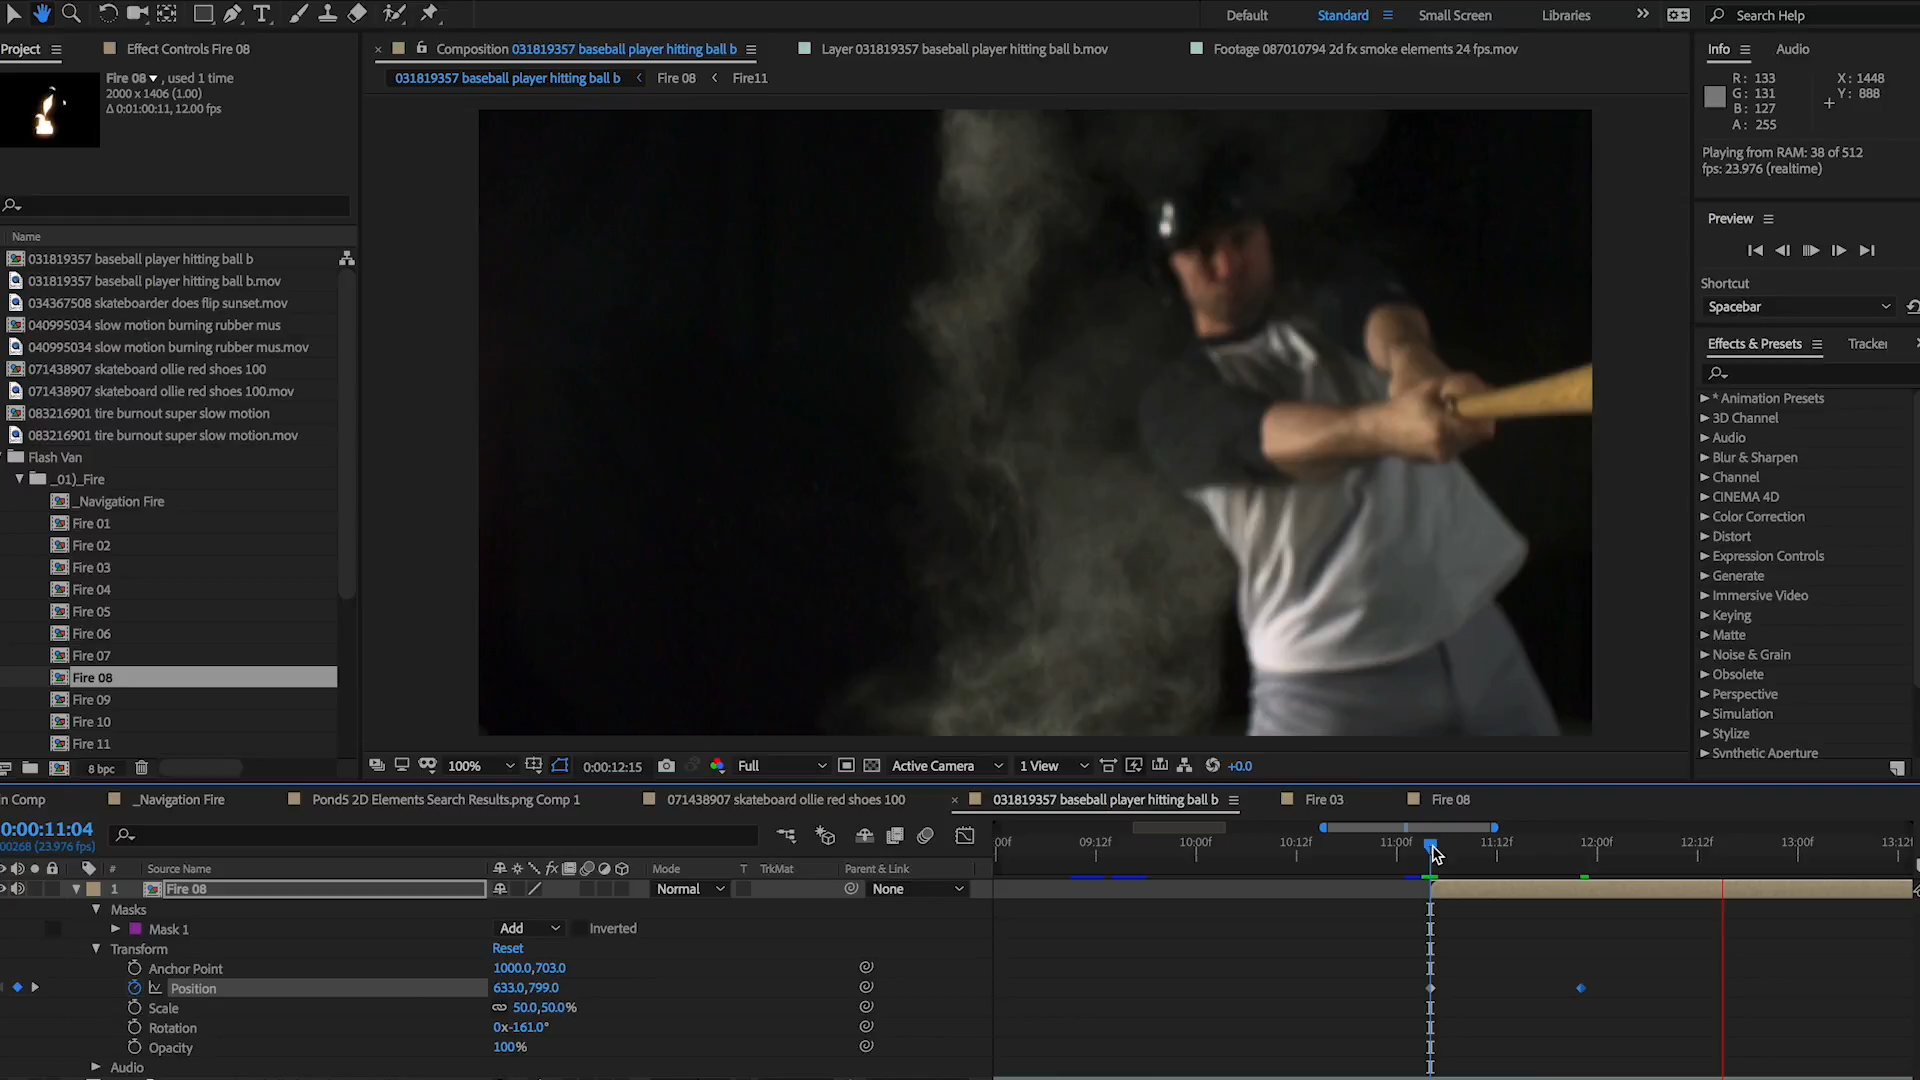 Default
Standard
Small Screen
Libraries
Search Help
Project
Effect Controls Fire 08
Composition 031819357 baseball player hitting ball b
Layer 031819357 baseball player hitting ball b.mov
Footage 087010794 2d fx smoke elements 24 fps.mov
Info
Audio
Fire 08 , used 1 time
2000 x 1406 (1.00)
Δ 0:01:00:11, 12.00 fps
031819357 baseball player hitting ball b
Fire 08
Fire11
R: 133
G: 131
B: 127
A: 255
X: 1448
Y: 888
Playing from RAM: 38 of 512
fps: 23.976 (realtime)
Preview
Shortcut
Spacebar
Effects & Presets
Tracker
* Animation Presets
3D Channel
Audio
Blur & Sharpen
Channel
CINEMA 4D
Color Correction
Distort
Expression Controls
Generate
Immersive Video
Keying
Matte
Noise & Grain
Obsolete
Perspective
Simulation
Stylize
Synthetic Aperture
Name
031819357 baseball player hitting ball b
031819357 baseball player hitting ball b.mov
034367508 skateboarder does flip sunset.mov
040995034 slow motion burning rubber mus
040995034 slow motion burning rubber mus.mov
071438907 skateboard ollie red shoes 100
071438907 skateboard ollie red shoes 100.mov
083216901 tire burnout super slow motion
083216901 tire burnout super slow motion.mov
Flash Van
_01)_Fire
_Navigation Fire
Fire 01
Fire 02
Fire 03
Fire 04
Fire 05
Fire 06
Fire 07
Fire 08
Fire 09
Fire 10
Fire 11
8 bpc
100%
0:00:12:15
Full
Active Camera
1 View
+0.0
in Comp
_Navigation Fire
Pond5 2D Elements Search Results.png Comp 1
071438907 skateboard ollie red shoes 100
031819357 baseball player hitting ball b
Fire 03
Fire 08
0:00:11:04
00268 (23.976 fps)
:00f
09:12f
10:00f
10:12f
11:00f
11:12f
12:00f
12:12f
13:00f
13:12f
#
Source Name
Mode
T
TrkMat
Parent & Link
1
Fire 08
Normal
None
Masks
Mask 1
Add
Inverted
Transform
Reset
Anchor Point
1000.0,703.0
Position
633.0,799.0
Scale
50.0,50.0%
Rotation
0x-161.0°
Opacity
100%
Audio